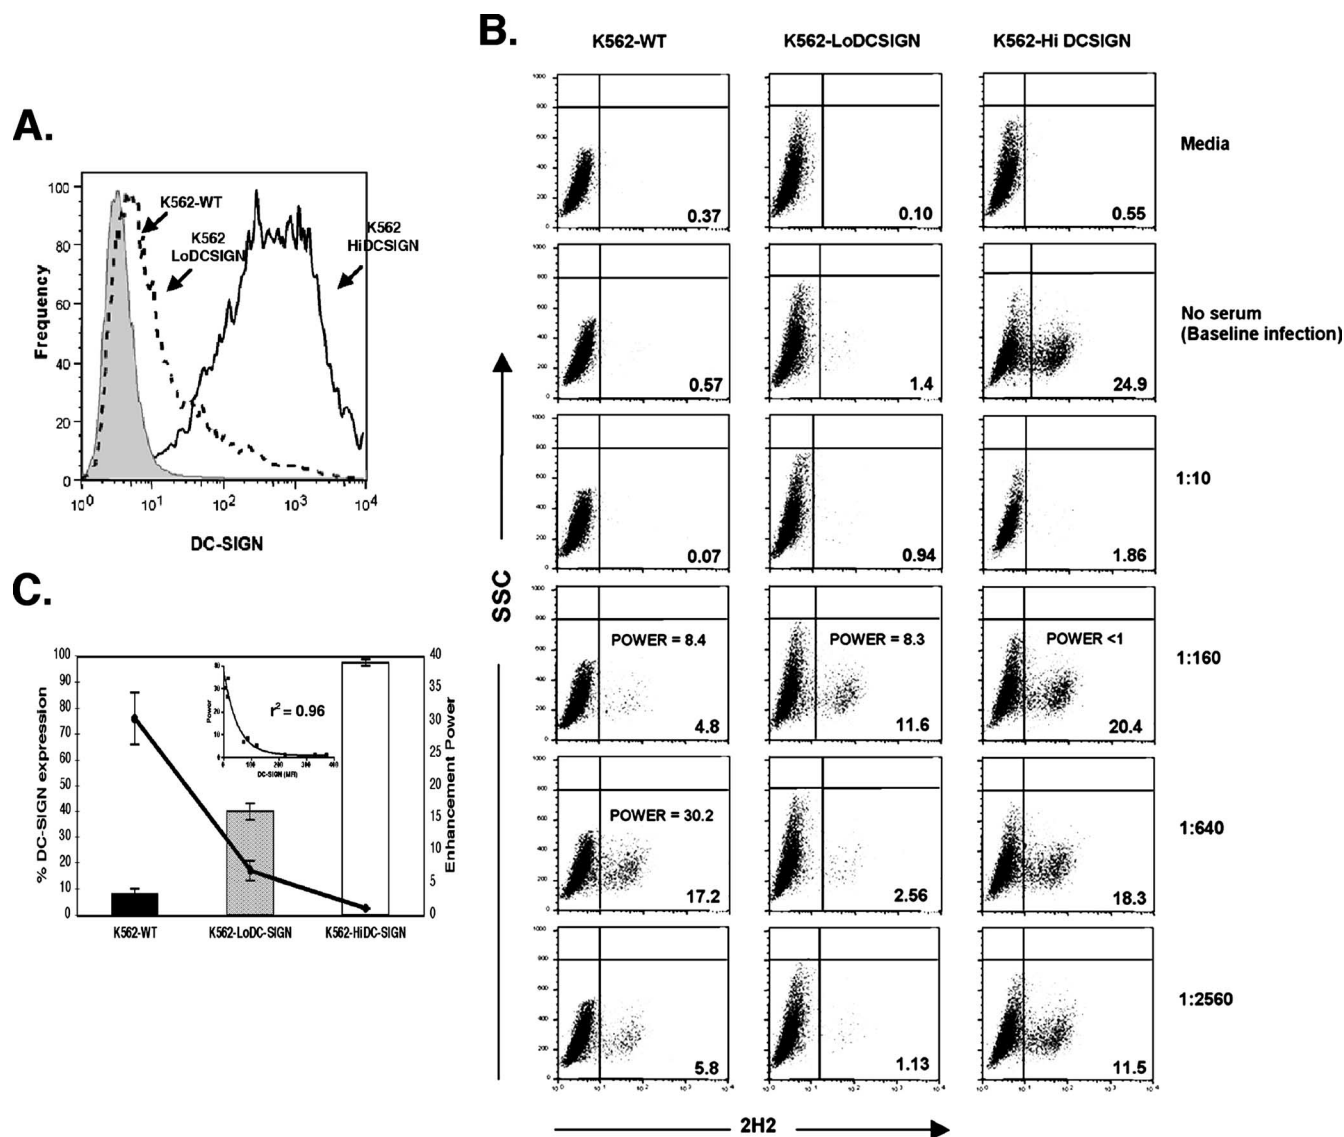 A.
100
80
60
40
20
0
Frequency
K562-WT
K562
LoDCSIGN
K562
HiDCSIGN
10^0 10^1 10^2 10^3 10^4
DC-SIGN
B.
K562-WT K562-LoDCSIGN K562-Hi DCSIGN
0.37 0.10 0.55 Media
0.57 1.4 24.9 No serum
(Baseline infection)
0.07 0.94 1.86 1:10
POWER = 8.4 POWER = 8.3 POWER <1
4.8 11.6 20.4 1:160
POWER = 30.2
17.2 2.56 18.3 1:640
5.8 1.13 11.5 1:2560
SSC
2H2
C.
% DC-SIGN expression
100
90
80
70
60
50
40
30
20
10
0
r² = 0.96
Power
DC-SIGN (MFI)
40
35
30
25
20
15
10
5
0
Enhancement Power
K562-WT K562-LoDC-SIGN K562-HiDC-SIGN